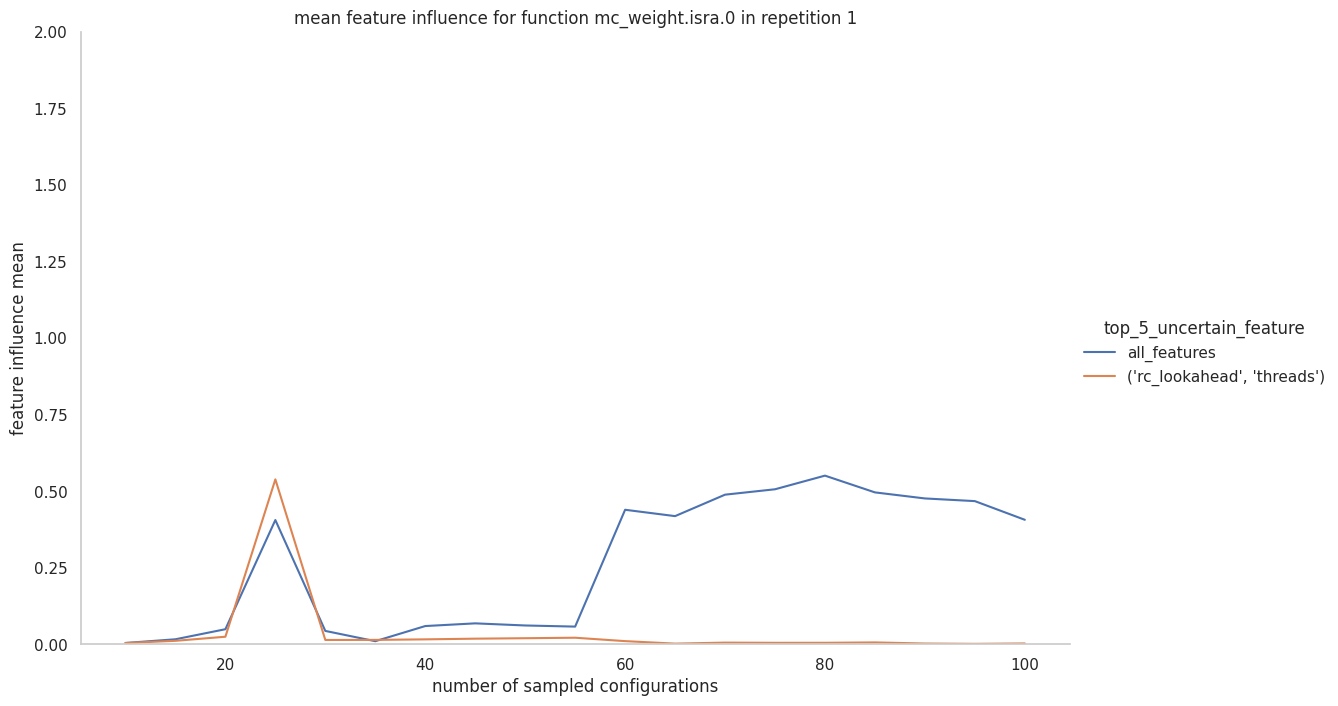 mean feature influence for function mc_weight.isra.0 in repetition 1
2.00
1.75
1.50
1.25
1.00
0.75
0.50
0.25
0.00
feature influence mean
20
40
60
80
100
number of sampled configurations
top_5_uncertain_feature
all_features
('rc_lookahead', 'threads')